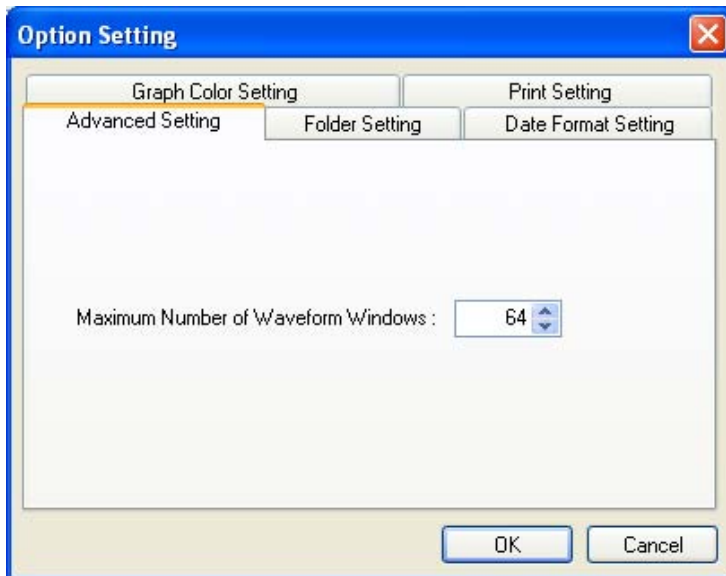 Option Setting
Graph Color Setting Print Setting
Advanced Setting Folder Setting Date Format Setting
Maximum Number of Waveform Windows : 64
OK Cancel